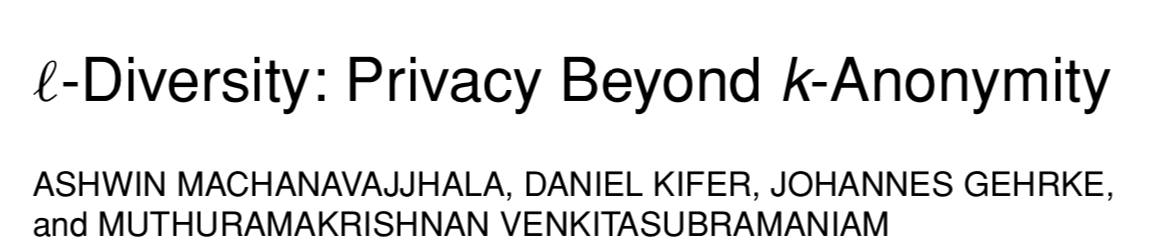 ℓ-Diversity: Privacy Beyond k-Anonymity
ASHWIN MACHANAVAJJHALA, DANIEL KIFER, JOHANNES GEHRKE,
and MUTHURAMAKRISHNAN VENKITASUBRAMANIAM